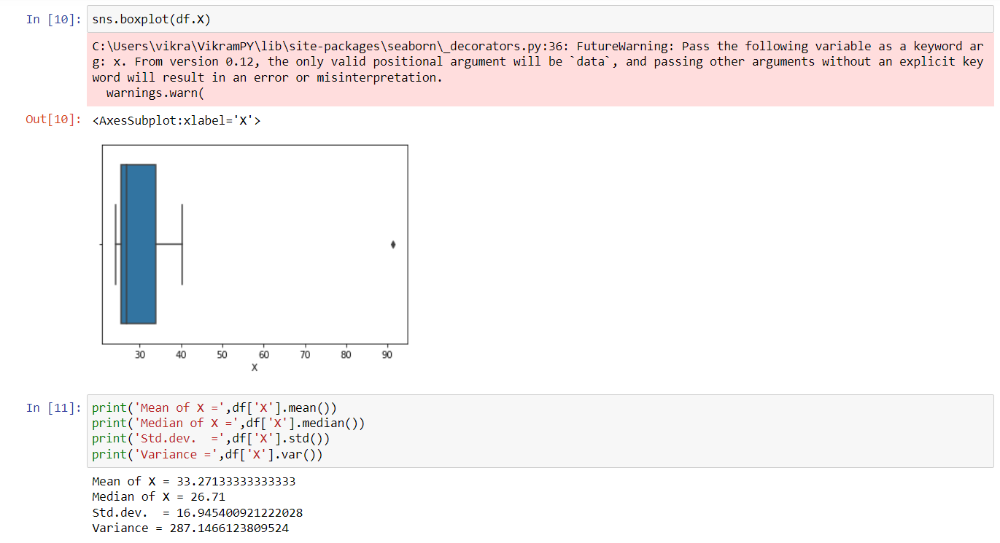 In [10]: sns.boxplot(df.X)
C:\Users\vikra\VikramPY\lib\site-packages\seaborn\_decorators.py:36: FutureWarning: Pass the following variable as a keyword ar
g: x. From version 0.12, the only valid positional argument will be `data`, and passing other arguments without an explicit key
word will result in an error or misinterpretation.
  warnings.warn(
Out[10]: <AxesSubplot:xlabel='X'>
30 40 50 60 70 80 90
X
In [11]: print('Mean of X =',df['X'].mean())
print('Median of X =',df['X'].median())
print('Std.dev.  =',df['X'].std())
print('Variance =',df['X'].var())
Mean of X = 33.27133333333333
Median of X = 26.71
Std.dev.  = 16.945400921222028
Variance = 287.1466123809524